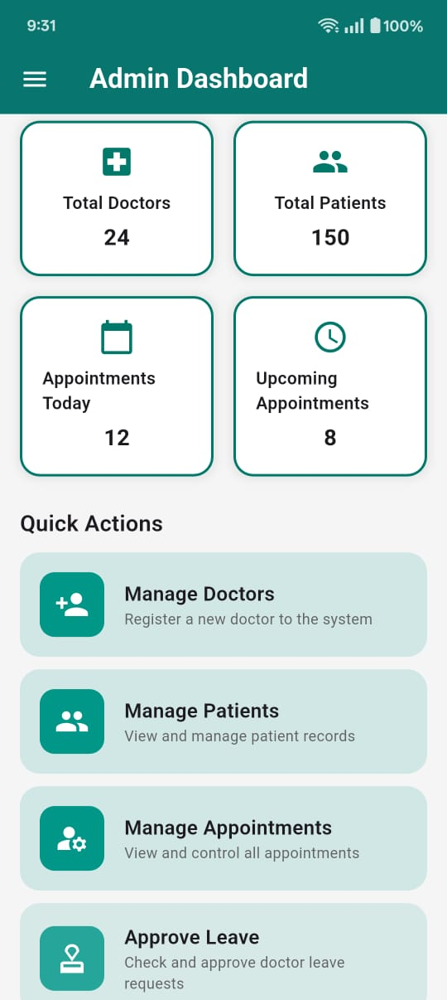 9:31
100%
Admin Dashboard
Total Doctors
24
Total Patients
150
Appointments
Today
12
Upcoming
Appointments
8
Quick Actions
Manage Doctors
Register a new doctor to the system
Manage Patients
View and manage patient records
Manage Appointments
View and control all appointments
Approve Leave
Check and approve doctor leave
requests